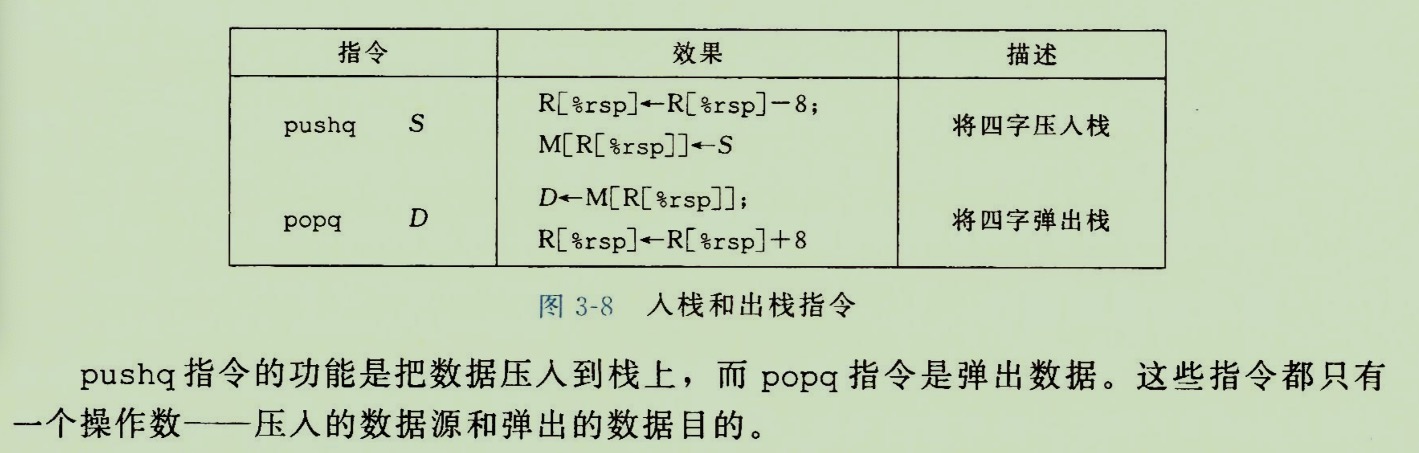 指令 效果 描述
pushq S R[%rsp]←R[%rsp]-8; 将四字压入栈
M[R[%rsp]]←S
popq D D←M[R[%rsp]]; 将四字弹出栈
R[%rsp]←R[%rsp]+8
图 3-8 入栈和出栈指令
pushq 指令的功能是把数据压入到栈上，而 popq 指令是弹出数据。这些指令都只有
一个操作数——压入的数据源和弹出的数据目的。